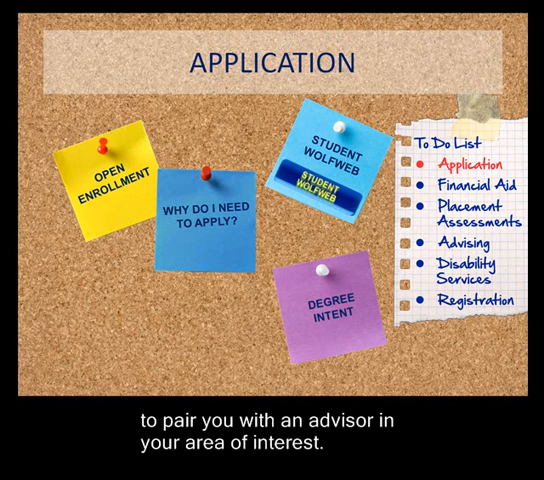 APPLICATION
OPEN
ENROLLMENT
WHY DO I NEED
TO APPLY?
STUDENT
WOLFWEB
STUDENT
WOLFWEB
DEGREE
INTENT
To Do List
Application
Financial Aid
Placement
Assessments
Advising
Disability
Services
Registration
to pair you with an advisor in
your area of interest.